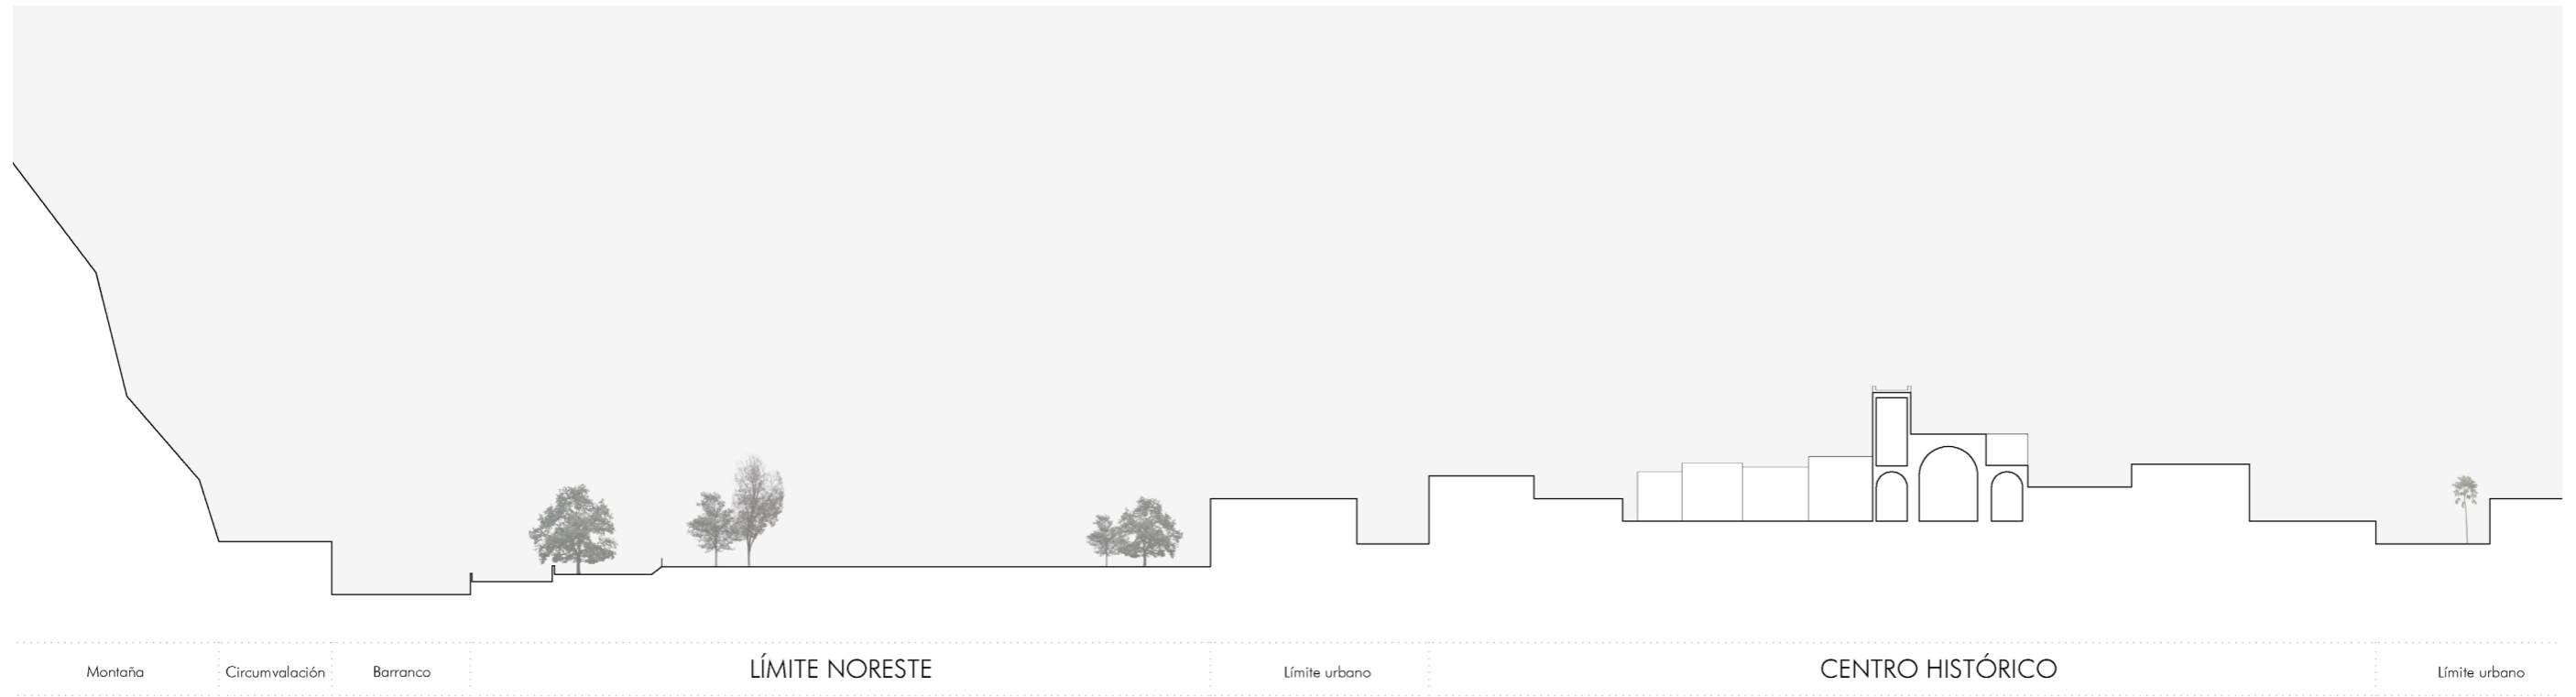 Montaña
Circumvalación
Barranco
LÍMITE NORESTE
Límite urbano
CENTRO HISTÓRICO
Límite urbano